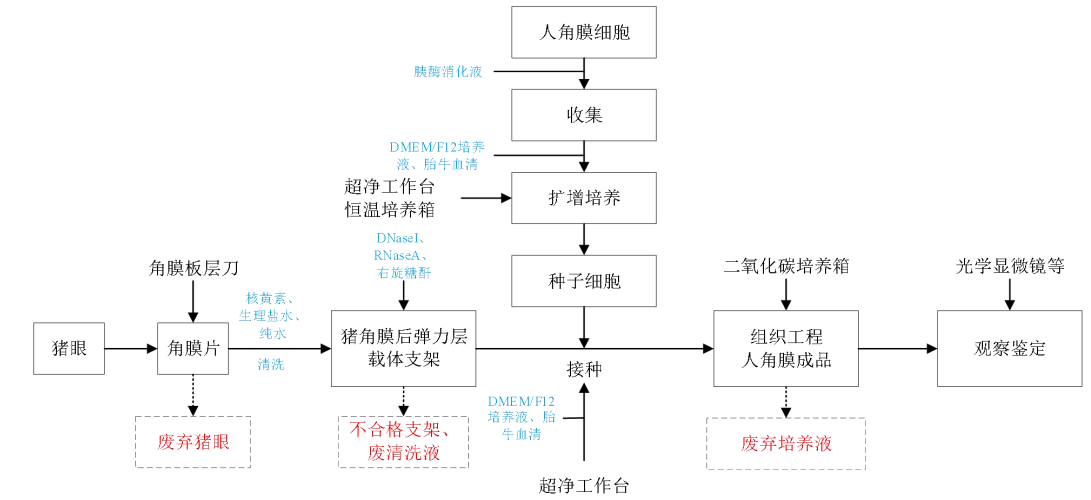 人角膜细胞
胰酶消化液
收集
DMEM/F12培养
液、胎牛血清
超净工作台
恒温培养箱
扩增培养
DNaseI、
RNaseA、
右旋糖酐
种子细胞
角膜板层刀
二氧化碳培养箱
光学显微镜等
核黄素、
生理盐水、
纯水
清洗
猪眼
角膜片
猪角膜后弹力层
载体支架
接种
组织工程
人角膜成品
观察鉴定
DMEM/F12
培养液、胎
牛血清
废弃猪眼
不合格支架、
废清洗液
废弃培养液
超净工作台